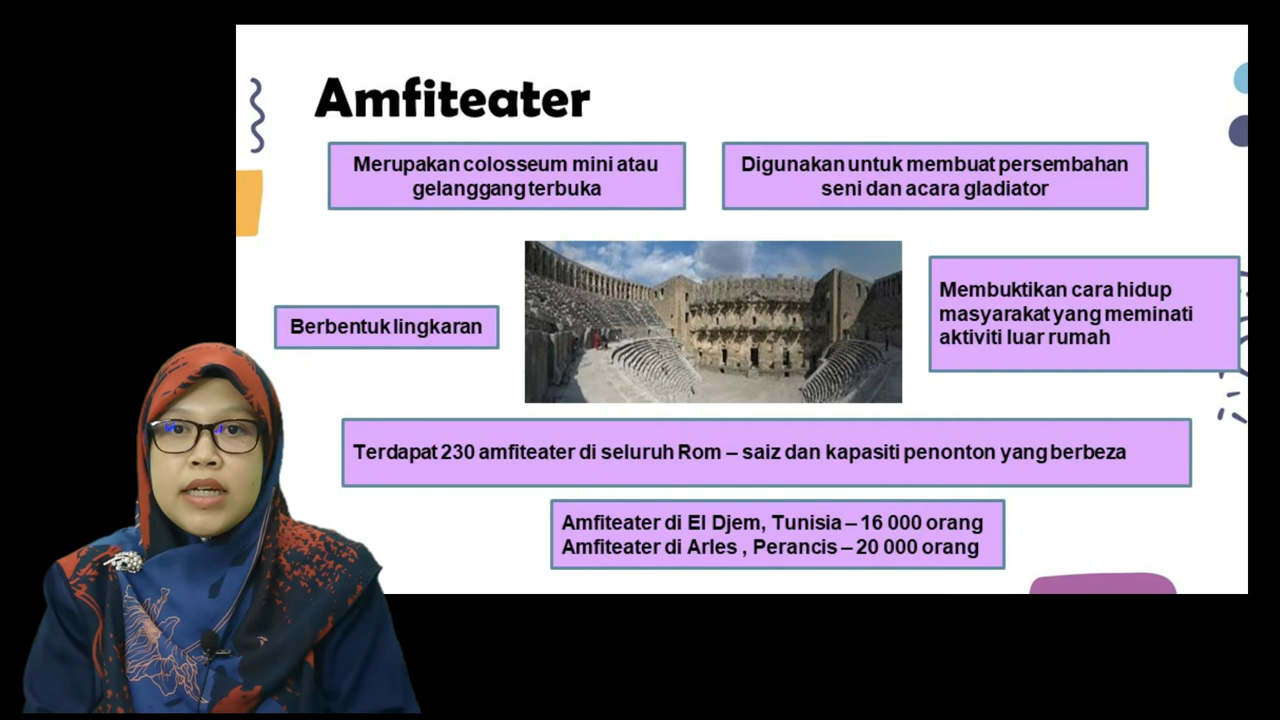 Amfiteater
Merupakan colosseum mini atau
gelanggang terbuka
Digunakan untuk membuat persembahan
seni dan acara gladiator
Berbentuk lingkaran
Membuktikan cara hidup
masyarakat yang meminati
aktiviti luar rumah
Terdapat 230 amfiteater di seluruh Rom – saiz dan kapasiti penonton yang berbeza
Amfiteater di El Djem, Tunisia – 16 000 orang
Amfiteater di Arles , Perancis – 20 000 orang